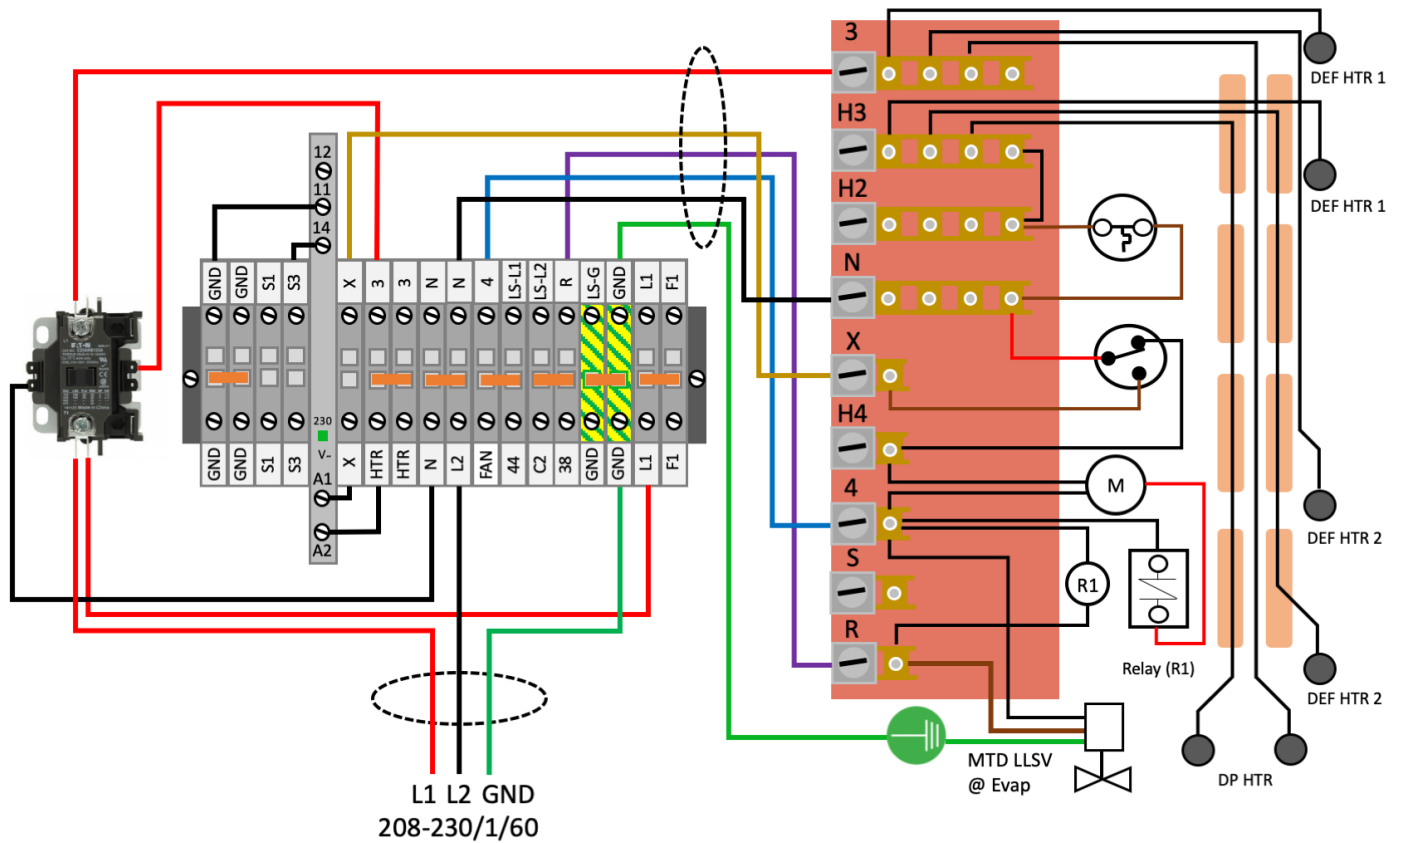 3
DEF HTR 1
H3
DEF HTR 1
H2
N
X
H4
4
M
S
R1
R
Relay (R1)
DEF HTR 2
DEF HTR 2
DP HTR
MTD LLSV
@ Evap
12
11
14
GND GND S1 S3 X 3 3 N N 4 LS-L1 LS-L2 R LS-G GND L1 F1
230
V~
A1
A2
GND GND S1 S3 X HTR HTR N L2 FAN 44 C2 38 GND GND L1 F1
L1 L2 GND
208-230/1/60